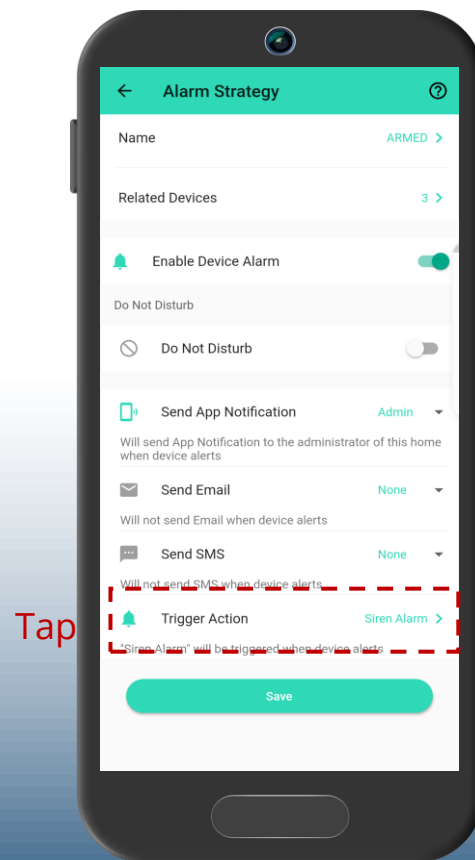 Alarm Strategy
Name ARMED
Related Devices 3
Enable Device Alarm
Do Not Disturb
Do Not Disturb
Send App Notification Admin
Will send App Notification to the administrator of this home
when device alerts
Send Email None
Will not send Email when device alerts
Send SMS None
Will not send SMS when device alerts
Tap
Trigger Action Siren Alarm
"Siren Alarm" will be triggered when device alerts
Save